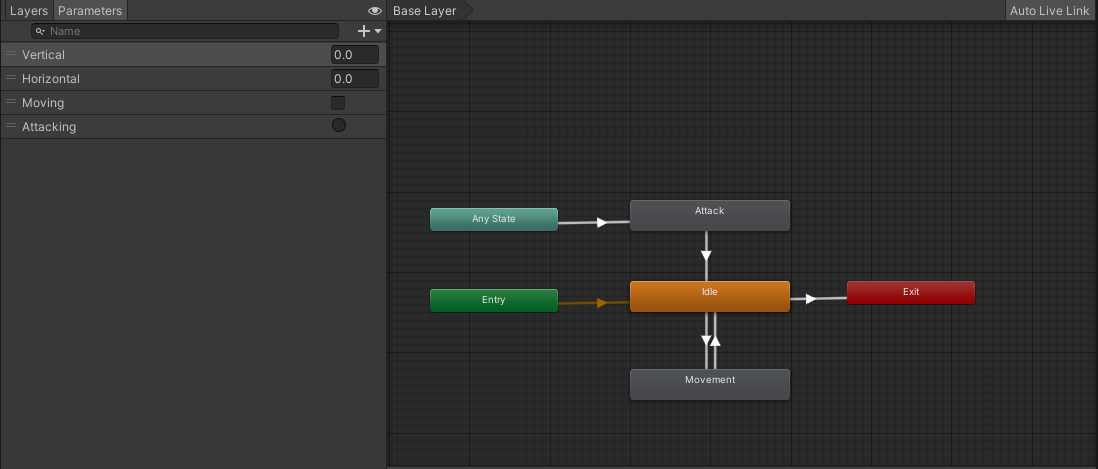 Layers Parameters
Base Layer
Auto Live Link
Name
Vertical 0.0
Horizontal 0.0
Moving
Attacking
Any State
Attack
Entry
Idle
Exit
Movement